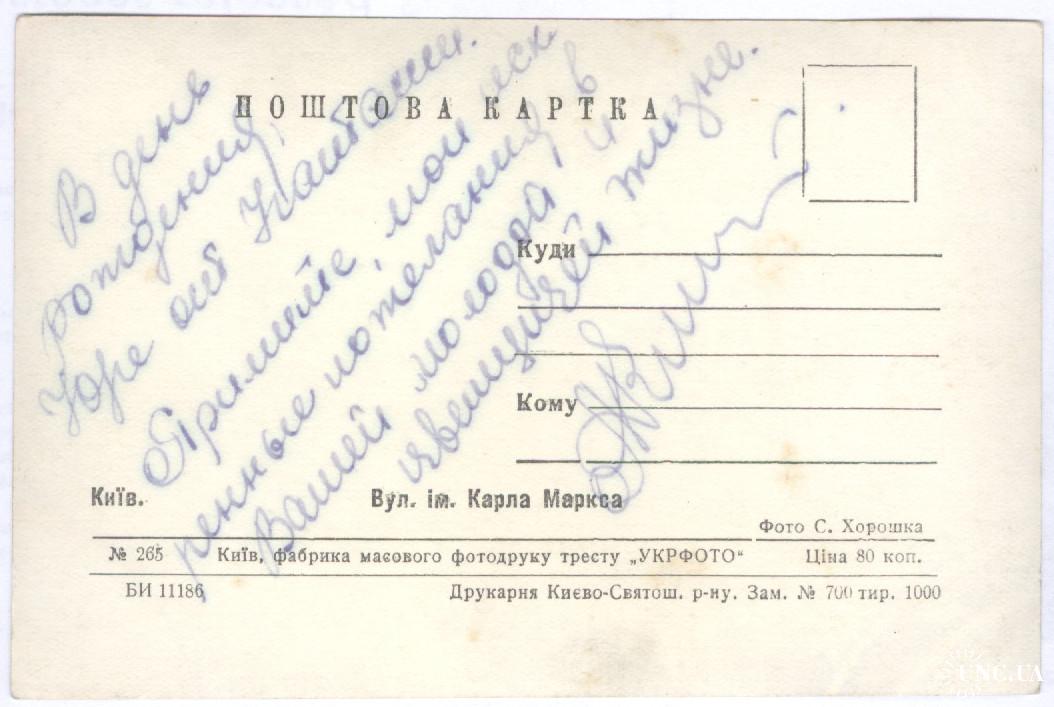 ПОШТОВА КАРТКА
В день
рождения,
Юре от Наташи.
Примите, мои иск
ренные пожелания в
Вашей молодой, и
жизни.
Куди
Кому
Київ. Вул. ім. Карла Маркса
Фото С. Хорошка
№ 265 Київ, фабрика масового фотодруку тресту „УКРФОТО“ Ціна 80 коп.
БИ 11186 Друкарня Києво-Святош. р-ну. Зам. № 700 тир. 1000
UNC.UA